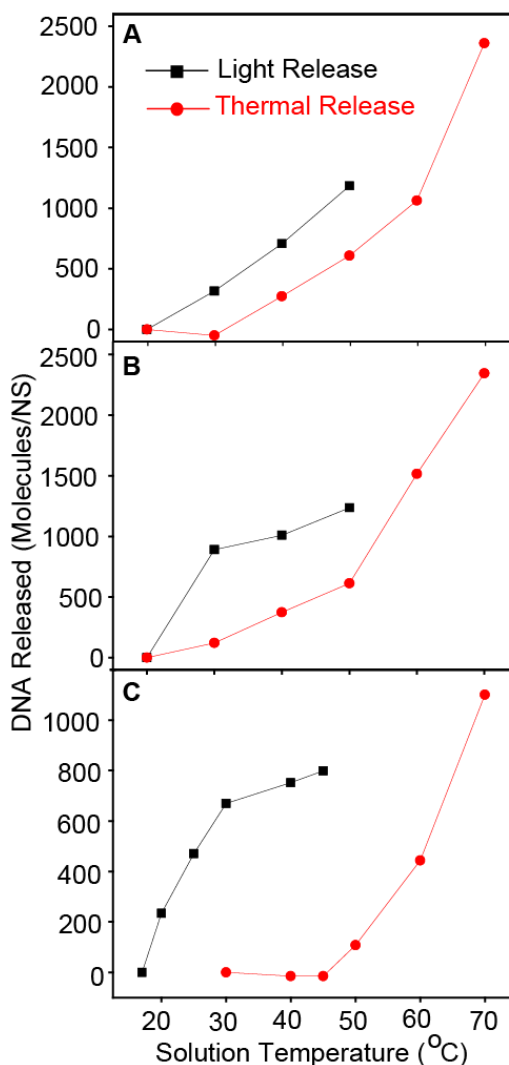 A
2500
Light Release
Thermal Release
2000
1500
1000
500
0
B
2500
2000
1500
1000
500
0
C
1000
800
600
400
200
0
DNA Released (Molecules/NS)
20 30 40 50 60 70
Solution Temperature (°C)